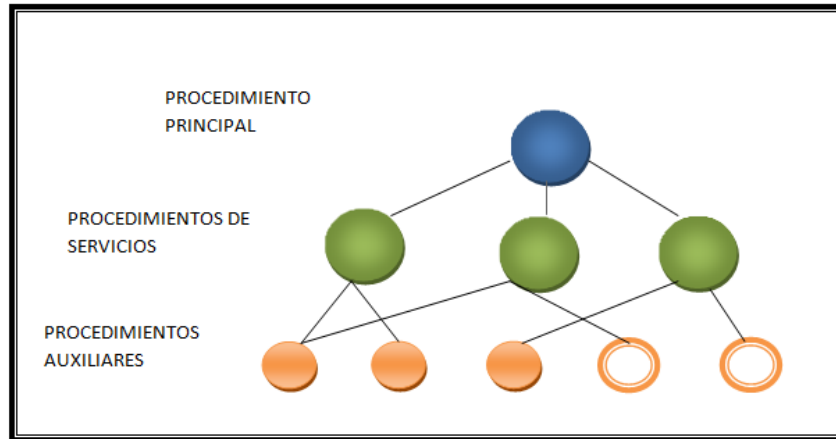 PROCEDIMIENTO
PRINCIPAL
PROCEDIMIENTOS DE
SERVICIOS
PROCEDIMIENTOS
AUXILIARES